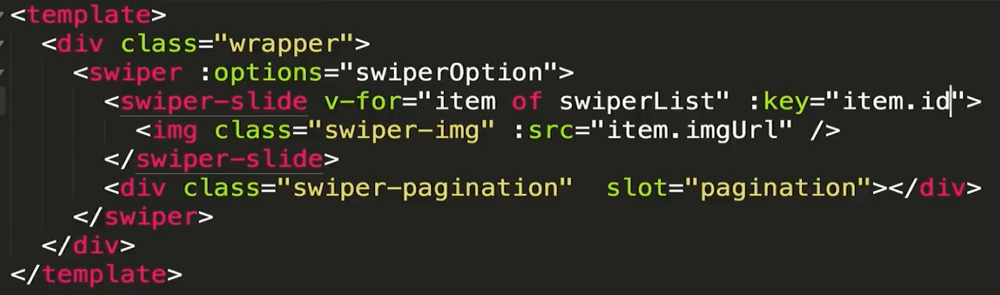 <template>
  <div class="wrapper">
    <swiper :options="swiperOption">
      <swiper-slide v-for="item of swiperList" :key="item.id">
        <img class="swiper-img" :src="item.imgUrl" />
      </swiper-slide>
      <div class="swiper-pagination"  slot="pagination"></div>
    </swiper>
  </div>
</template>